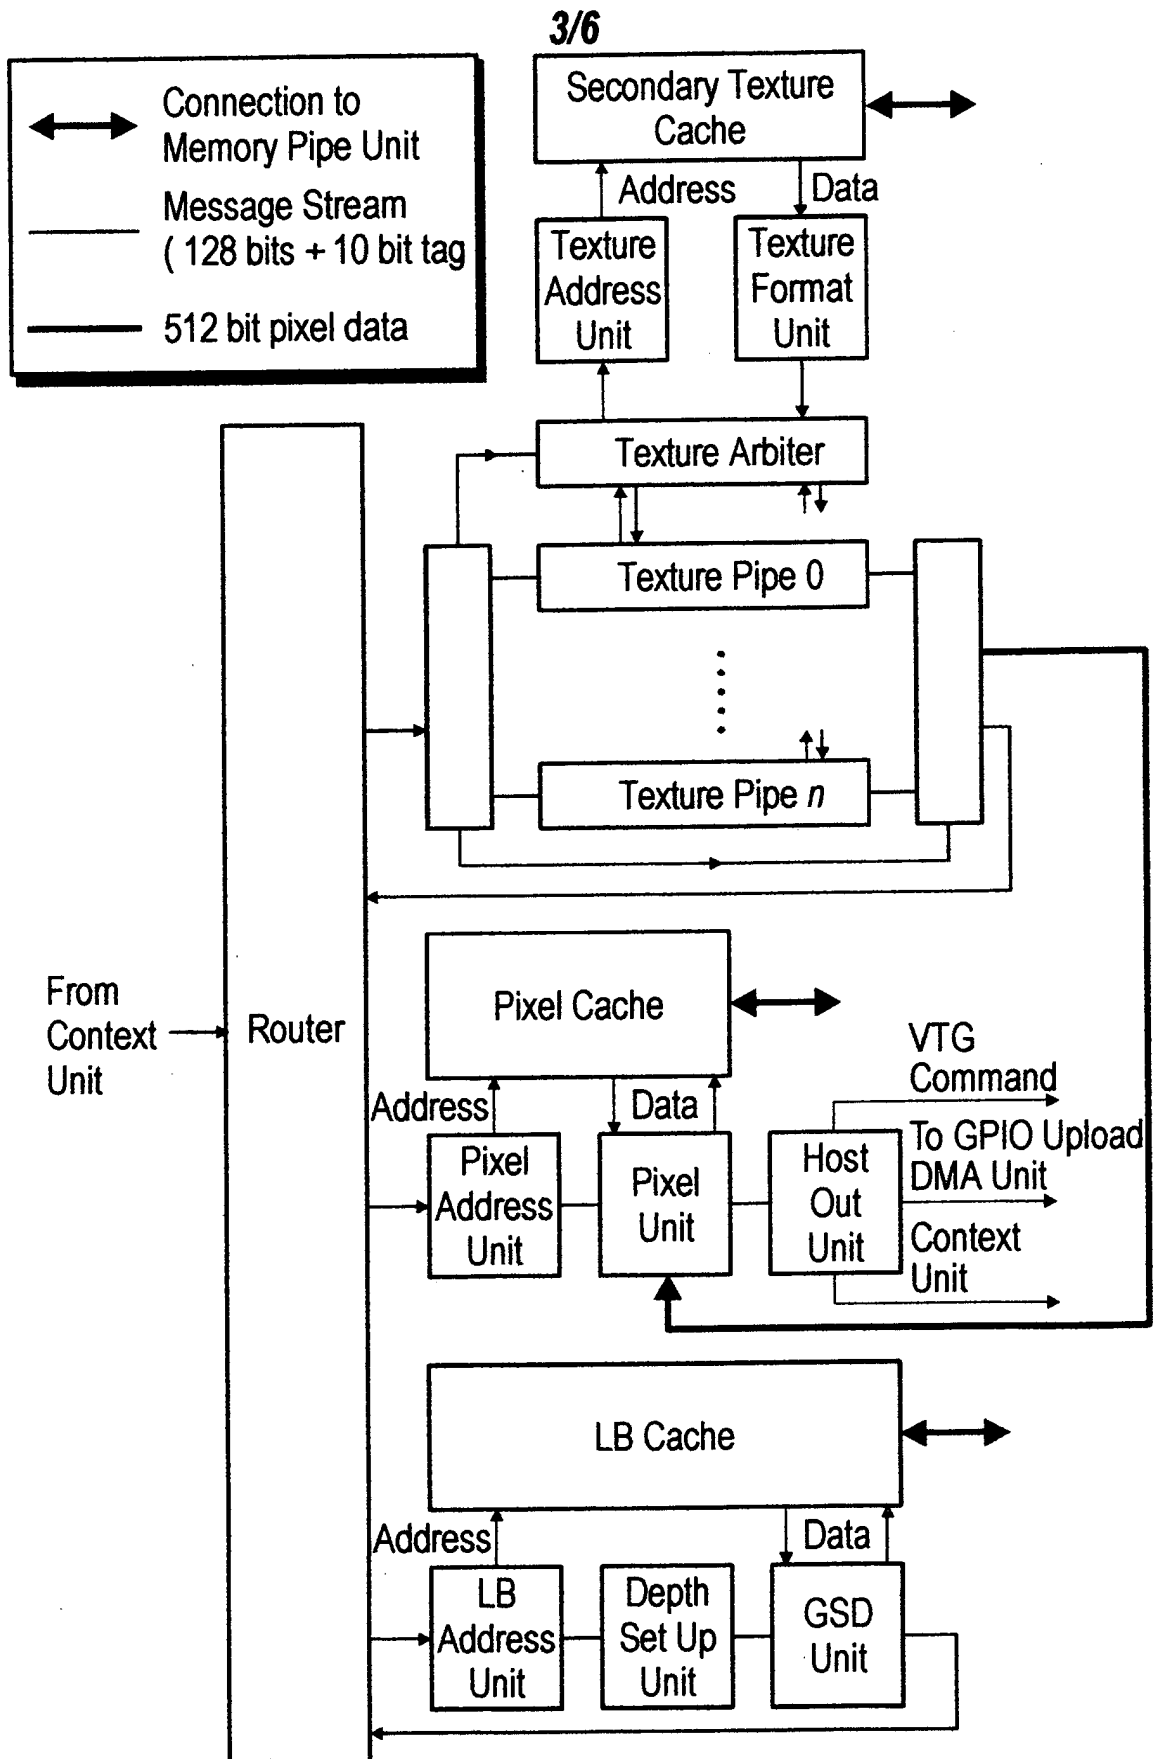 3/6
Connection to
Memory Pipe Unit
Message Stream
( 128 bits + 10 bit tag
512 bit pixel data
Secondary Texture
Cache
Address
Data
Texture
Address
Unit
Texture
Format
Unit
Texture Arbiter
Texture Pipe 0
Texture Pipe n
From
Context
Unit
Router
Pixel Cache
Address
Data
Pixel
Address
Unit
Pixel
Unit
Host
Out
Unit
VTG
Command
To GPIO Upload
DMA Unit
Context
Unit
LB Cache
Address
Data
LB
Address
Unit
Depth
Set Up
Unit
GSD
Unit